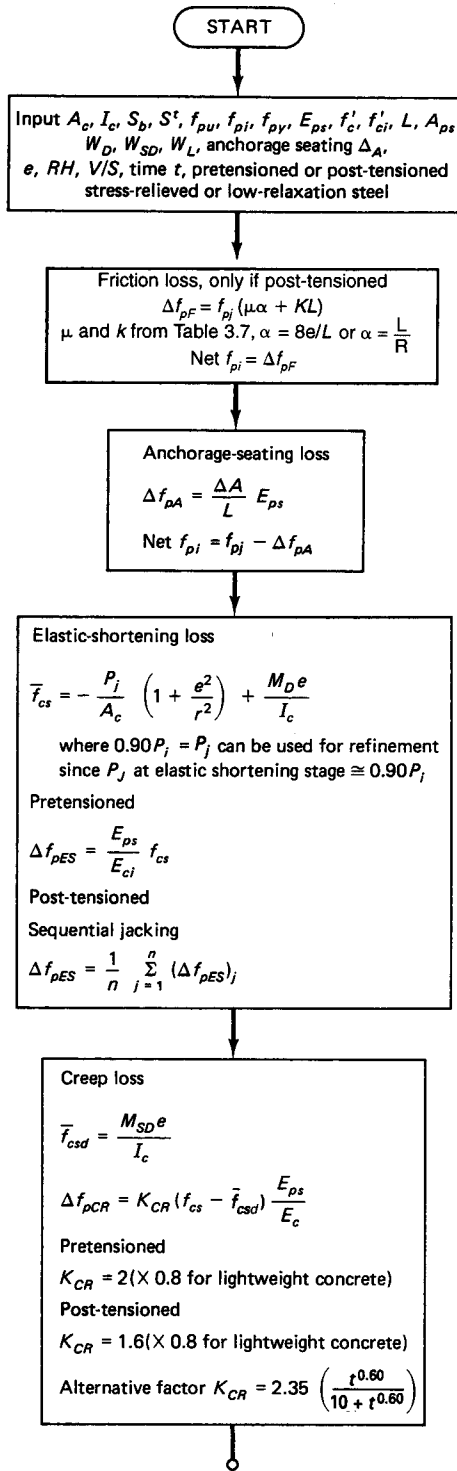 START
Input A_c, I_c, S_b, S^t, f_pu, f_pi, f_py, E_ps, f'_c, f'_ci, L, A_ps
W_D, W_SD, W_L, anchorage seating Δ_A,
e, RH, V/S, time t, pretensioned or post-tensioned
stress-relieved or low-relaxation steel
Friction loss, only if post-tensioned
Δf_pF = f_pj (μα + KL)
μ and k from Table 3.7, α = 8e/L or α = L/R
Net f_pi = Δf_pF
Anchorage-seating loss
Δf_pA = ΔA/L E_ps
Net f_pi = f_pj − Δf_pA
Elastic-shortening loss
f̄_cs = − P_j/A_c (1 + e²/r²) + M_D e/I_c
where 0.90P_i = P_j can be used for refinement
since P_J at elastic shortening stage ≅ 0.90P_i
Pretensioned
Δf_pES = E_ps/E_ci f_cs
Post-tensioned
Sequential jacking
Δf_pES = 1/n Σ_{j = 1}^{n} (Δf_pES)_j
Creep loss
f̄_csd = M_SD e/I_c
Δf_pCR = K_CR (f_cs − f̄_csd) E_ps/E_c
Pretensioned
K_CR = 2(× 0.8 for lightweight concrete)
Post-tensioned
K_CR = 1.6(× 0.8 for lightweight concrete)
Alternative factor K_CR = 2.35 (t^0.60/10 + t^0.60)